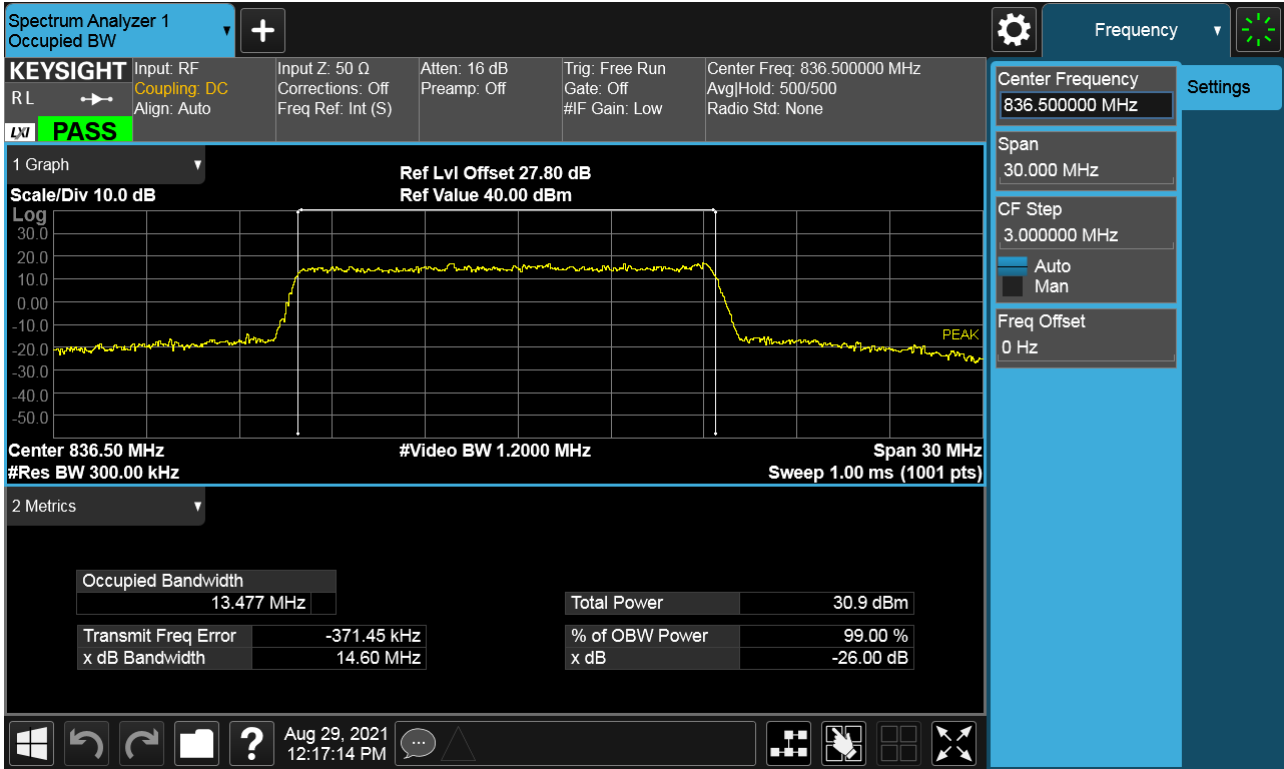 Spectrum Analyzer 1
Occupied BW
▼
+
Frequency
▼
KEYSIGHT
RL
LXI
PASS
Input: RF
Coupling: DC
Align: Auto
Input Z: 50 Ω
Corrections: Off
Freq Ref: Int (S)
Atten: 16 dB
Preamp: Off
Trig: Free Run
Gate: Off
#IF Gain: Low
Center Freq: 836.500000 MHz
Avg|Hold: 500/500
Radio Std: None
Center Frequency
836.500000 MHz
Settings
Span
30.000 MHz
CF Step
3.000000 MHz
Auto
Man
Freq Offset
0 Hz
1 Graph
▼
Scale/Div 10.0 dB
Ref Lvl Offset 27.80 dB
Ref Value 40.00 dBm
Log
30.0
20.0
10.0
0.00
-10.0
-20.0
-30.0
-40.0
-50.0
PEAK
Center 836.50 MHz
#Video BW 1.2000 MHz
Span 30 MHz
#Res BW 300.00 kHz
Sweep 1.00 ms (1001 pts)
2 Metrics
▼
Occupied Bandwidth
13.477 MHz
Total Power 30.9 dBm
Transmit Freq Error -371.45 kHz
% of OBW Power 99.00 %
x dB Bandwidth 14.60 MHz
x dB -26.00 dB
?
Aug 29, 2021
12:17:14 PM